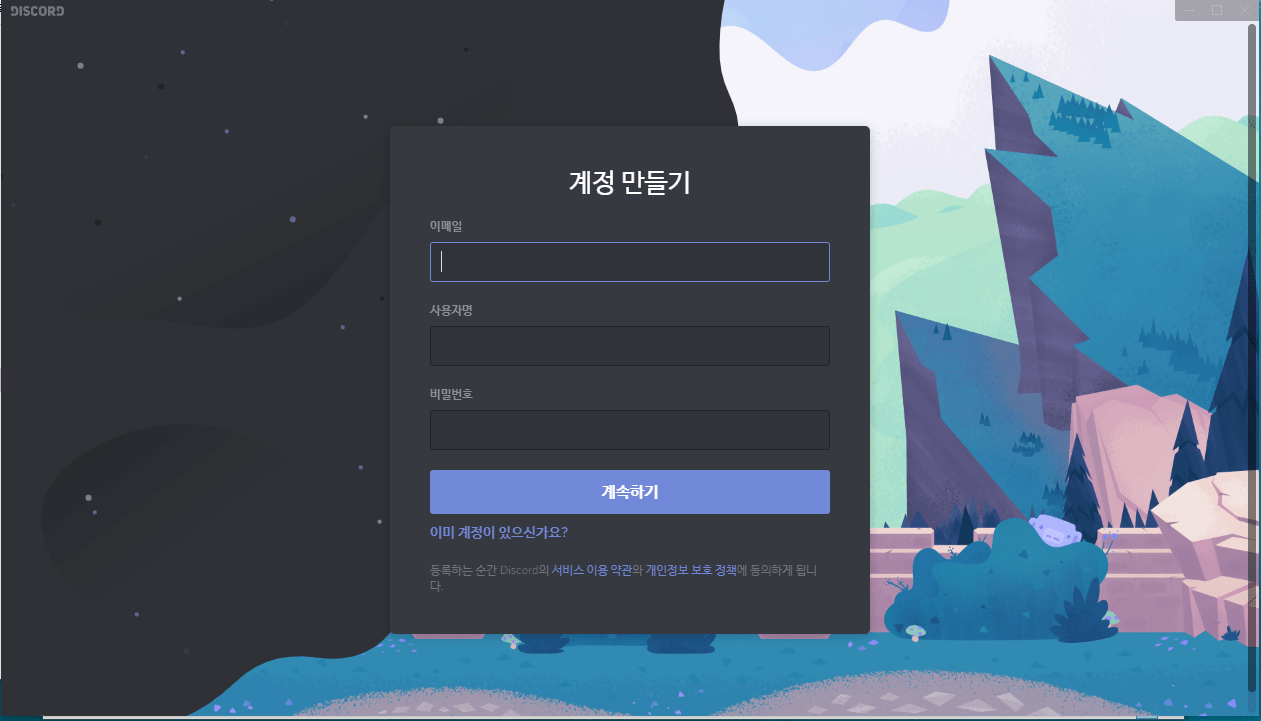 DISCORD
계정 만들기
이메일
사용자명
비밀번호
계속하기
이미 계정이 있으신가요?
등록하는 순간 Discord의 서비스 이용 약관와 개인정보 보호 정책에 동의하게 됩니
다.